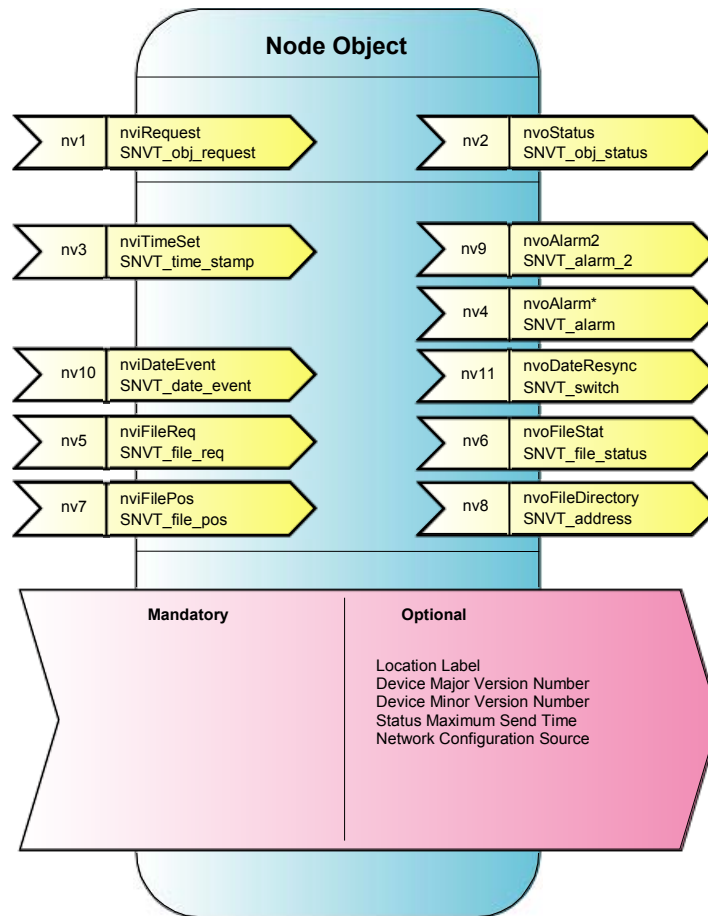 Node Object
nv1
nviRequest
SNVT_obj_request
nv2
nvoStatus
SNVT_obj_status
nv3
nviTimeSet
SNVT_time_stamp
nv9
nvoAlarm2
SNVT_alarm_2
nv4
nvoAlarm*
SNVT_alarm
nv10
nviDateEvent
SNVT_date_event
nv11
nvoDateResync
SNVT_switch
nv5
nviFileReq
SNVT_file_req
nv6
nvoFileStat
SNVT_file_status
nv7
nviFilePos
SNVT_file_pos
nv8
nvoFileDirectory
SNVT_address
Mandatory
Optional
Location Label
Device Major Version Number
Device Minor Version Number
Status Maximum Send Time
Network Configuration Source